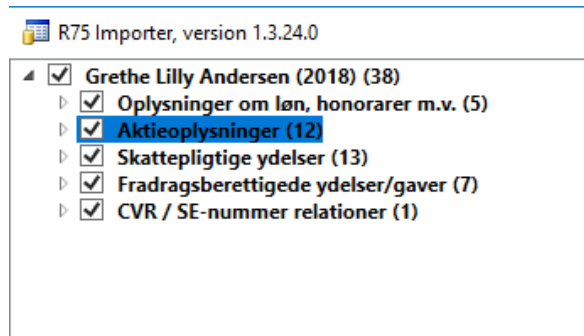 R75 Importer, version 1.3.24.0
Grethe Lilly Andersen (2018) (38)
Oplysninger om løn, honorarer m.v. (5)
Aktieoplysninger (12)
Skattepligtige ydelser (13)
Fradragsberettigede ydelser/gaver (7)
CVR / SE-nummer relationer (1)